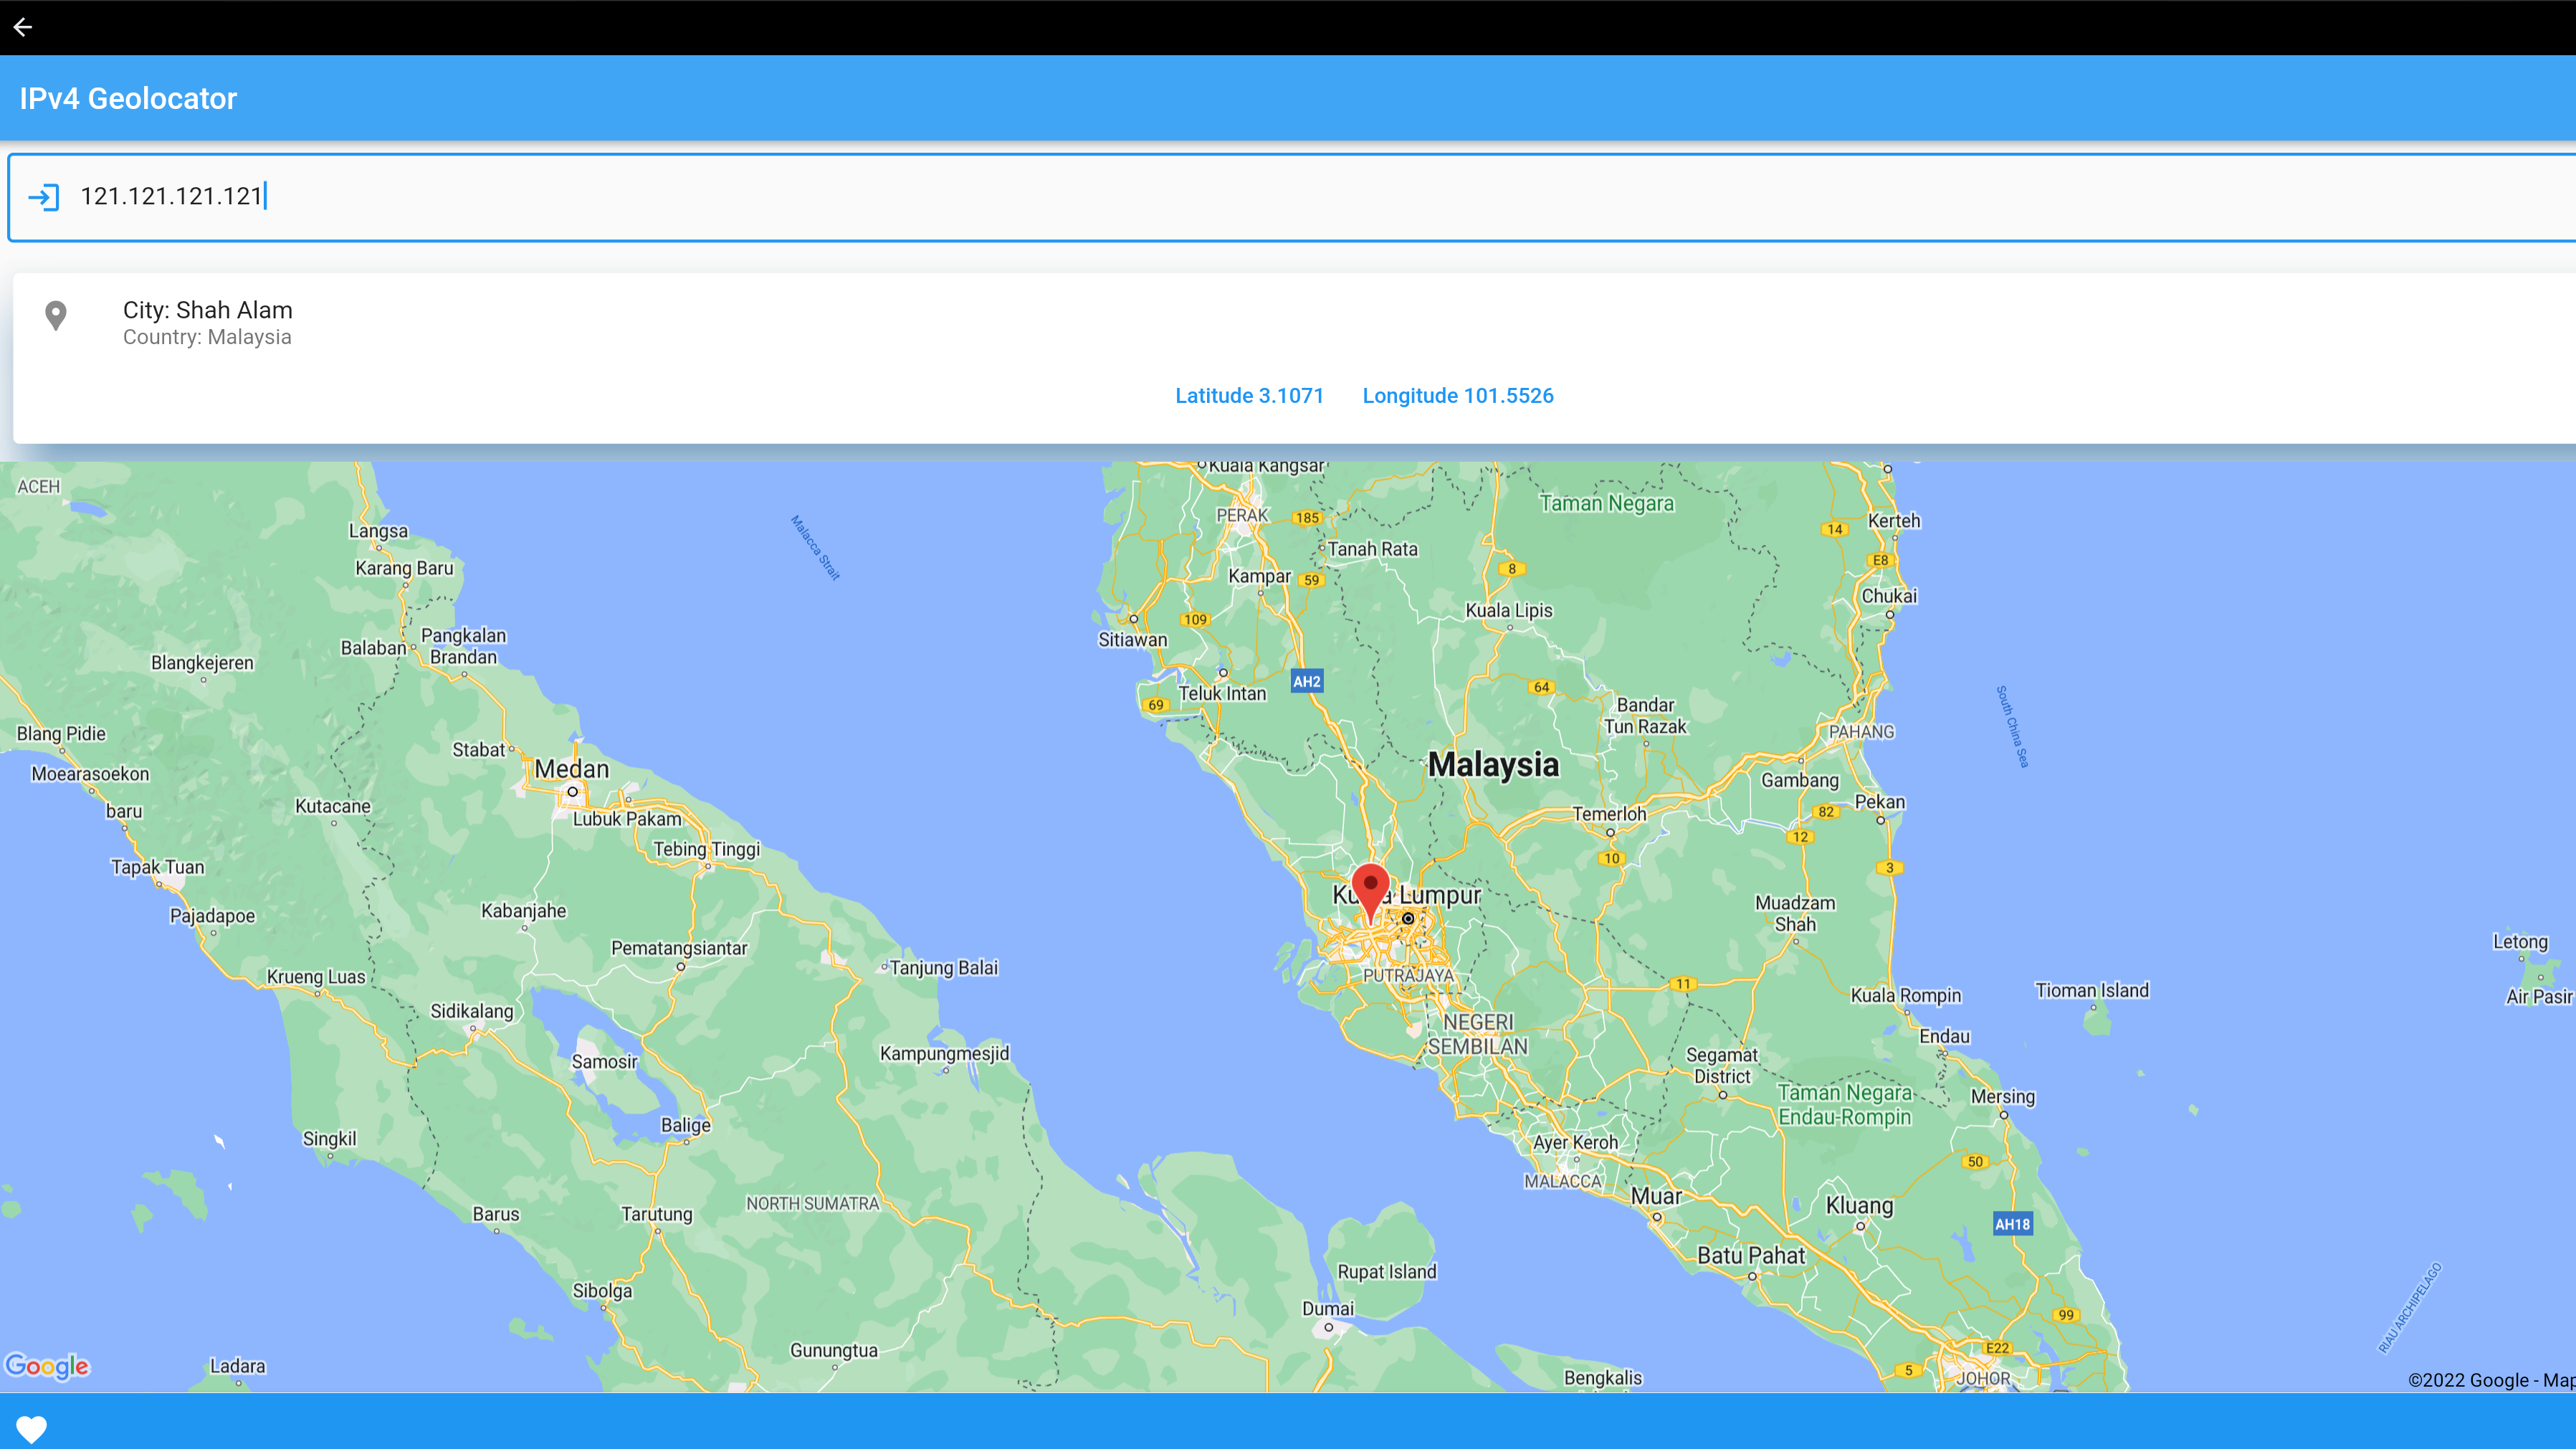 IPv4 Geolocator
121.121.121.121
City: Shah Alam
Country: Malaysia
Latitude 3.1071 Longitude 101.5526
ACEH
Kuala Kangsar
Taman Negara
PERAK
185
Kerteh
14
Langsa
Malacca Strait
Tanah Rata
E8
Karang Baru
Kampar
59
8
Chukai
109
Kuala Lipis
Sitiawan
Pangkalan
Brandan
Balaban
Blangkejeren
AH2
64
Teluk Intan
69
Bandar
Tun Razak
South China Sea
Blang Pidie
PAHANG
Stabat
Malaysia
Medan
Moearasoekon
baru
Gambang
Kutacane
Pekan
82
Temerloh
Lubuk Pakam
12
Tebing Tinggi
10
Tapak Tuan
3
Lumpur
Kabanjahe
Muadzam
Shah
Pajadapoe
Letong
Pematangsiantar
Tanjung Balai
Krueng Luas
PUTRAJAYA
11
Tioman Island
Kuala Rompin
Air Pasir
Sidikalang
NEGERI
SEMBILAN
Endau
Samosir
Kampungmesjid
Segamat
District
Taman Negara
Endau-Rompin
Mersing
Balige
Singkil
Ayer Keroh
50
MALACCA
Muar
NORTH SUMATRA
Kluang
Barus
Tarutung
AH18
Batu Pahat
Rupat Island
Sibolga
Dumai
99
RIAU ARCHIPELAGO
Gunungtua
E22
Google
Ladara
5
Bengkalis
JOHOR
©2022 Google - Map